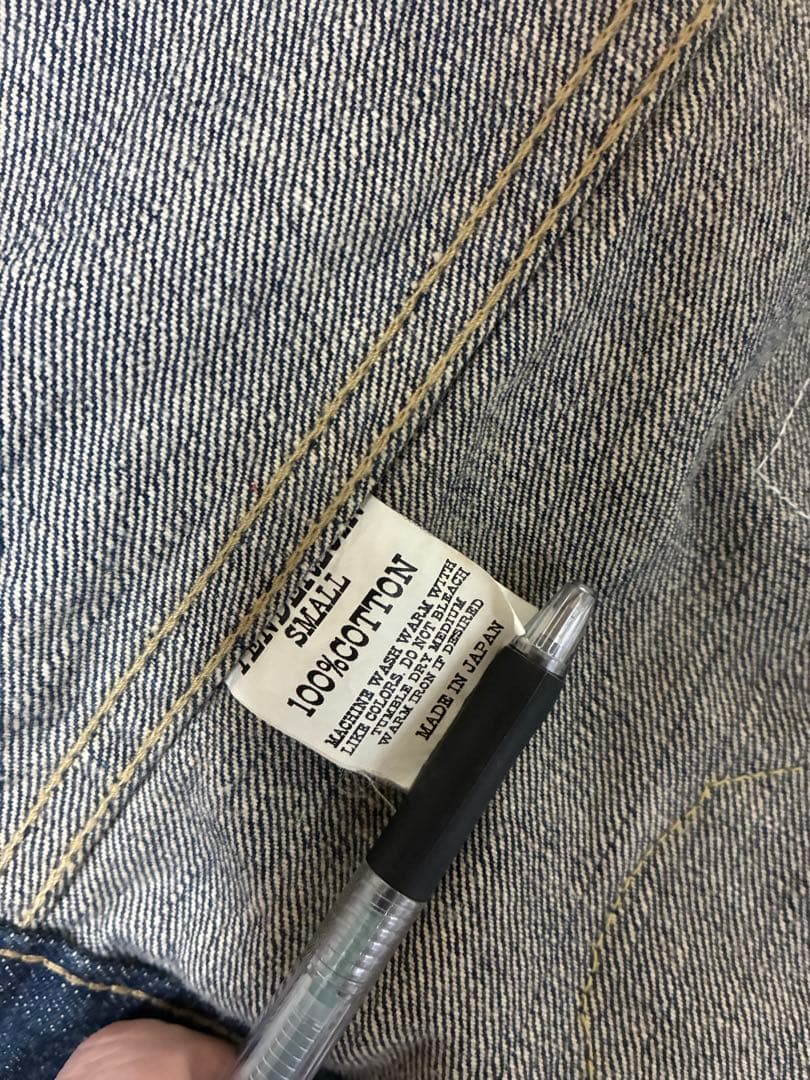 TENDERLOIN
SMALL
100%COTTON
MACHINE WASH WARM WITH
LIKE COLORS, DO NOT BLEACH
TUMBLE DRY MEDIUM
WARM IRON IF DESIRED
MADE IN JAPAN